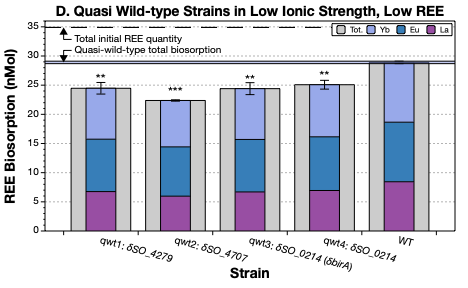 D. Quasi Wild-type Strains in Low Ionic Strength, Low REE
Tot. Yb Eu La
Total initial REE quantity
Quasi-wild-type total biosorption
REE Biosorption (nMol)
35
30
25
20
15
10
5
0
** *** ** **
qwt1: δSO_4279
qwt2: δSO_4707
qwt3: δSO_0214 (δbirA)
qwt4: δSO_0214
WT
Strain